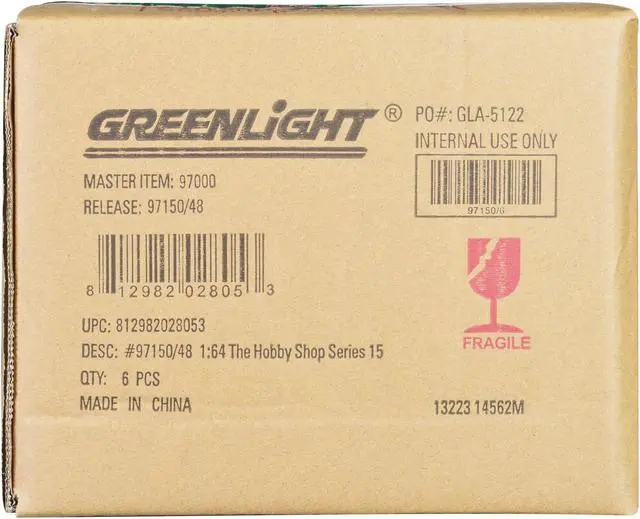 GREENLiGHT®
PO#: GLA-5122
INTERNAL USE ONLY
97150/6
MASTER ITEM: 97000
RELEASE: 97150/48
8 12982 02805 3
UPC: 812982028053
DESC: #97150/48 1:64 The Hobby Shop Series 15
QTY: 6 PCS
MADE IN CHINA
FRAGILE
13223 14562M